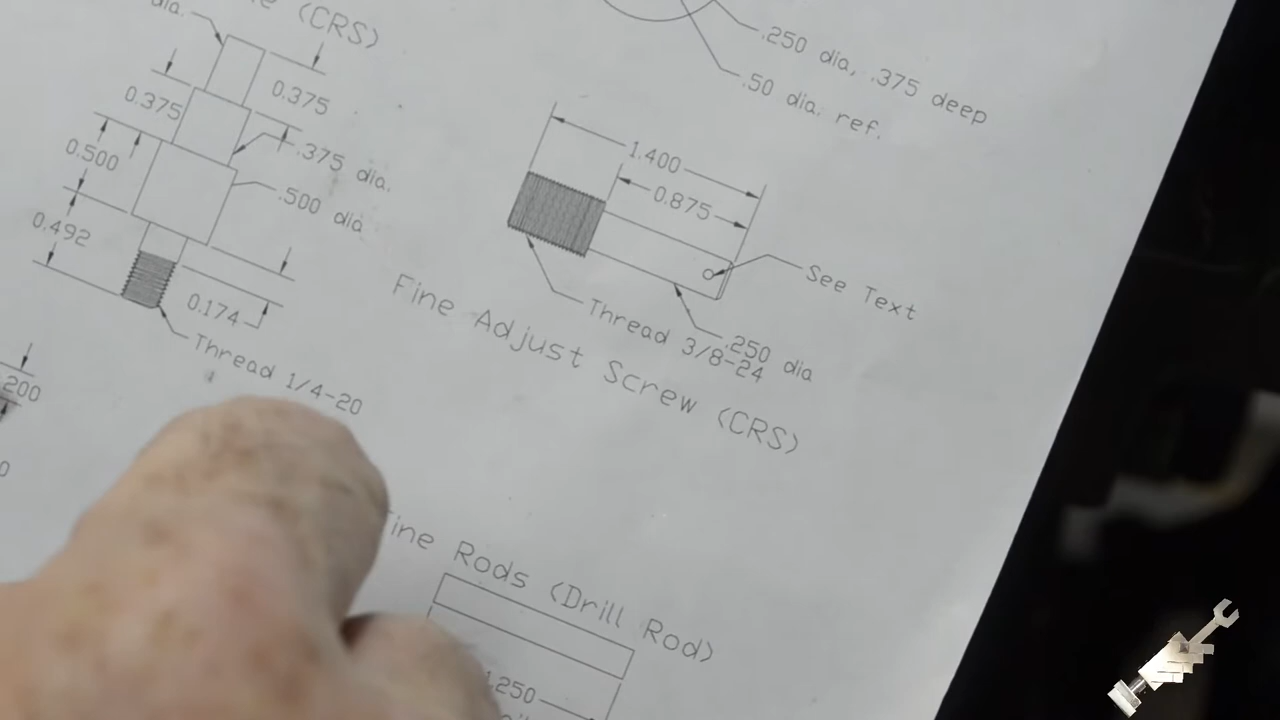 (CRS)
dia.
0.375
0.375
.375 dia.
0.500
.500 dia
0.492
0.174
Thread 1/4-20
.250 dia, .375 deep
.50 dia. ref.
1.400
0.875
See Text
Thread 3/8-24
.250 dia
Fine Adjust Screw (CRS)
.200
Rods (Drill Rod)
.250